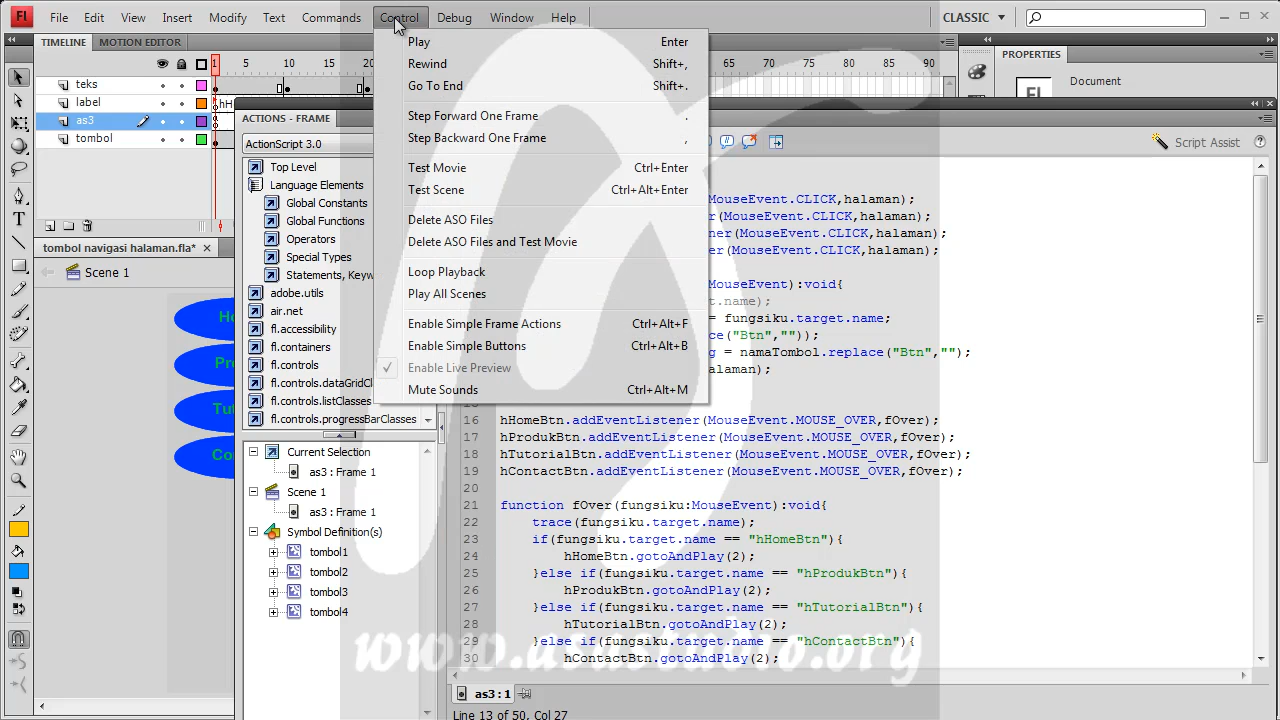 Fl File Edit View Insert Modify Text Commands Control Debug Window Help CLASSIC
TIMELINE MOTION EDITOR
1 5 10 15 20 65 70 75 80 85 90
teks
label
hH
as3
tombol
PROPERTIES
Document
Fl
Play Enter
Rewind Shift+,
Go To End Shift+.
Step Forward One Frame .
Step Backward One Frame ,
Test Movie Ctrl+Enter
Test Scene Ctrl+Alt+Enter
Delete ASO Files
Delete ASO Files and Test Movie
Loop Playback
Play All Scenes
Enable Simple Frame Actions Ctrl+Alt+F
Enable Simple Buttons Ctrl+Alt+B
Enable Live Preview
Mute Sounds Ctrl+Alt+M
tombol navigasi halaman.fla*
Scene 1
ACTIONS - FRAME
ActionScript 3.0
Script Assist
Top Level
Language Elements
Global Constants
Global Functions
Operators
Special Types
Statements, Keyw
adobe.utils
air.net
fl.accessibility
fl.containers
fl.controls
fl.controls.dataGridCl
fl.controls.listClasses
fl.controls.progressBarClasses
Current Selection
as3 : Frame 1
Scene 1
as3 : Frame 1
Symbol Definition(s)
tombol1
tombol2
tombol3
tombol4
MouseEvent.CLICK,halaman);
r(MouseEvent.CLICK,halaman);
ner(MouseEvent.CLICK,halaman);
er(MouseEvent.CLICK,halaman);
MouseEvent):void{
t.name);
= fungsiku.target.name;
ce("Btn",""));
g = namaTombol.replace("Btn","");
laman);
16 hHomeBtn.addEventListener(MouseEvent.MOUSE_OVER,fOver);
17 hProdukBtn.addEventListener(MouseEvent.MOUSE_OVER,fOver);
18 hTutorialBtn.addEventListener(MouseEvent.MOUSE_OVER,fOver);
19 hContactBtn.addEventListener(MouseEvent.MOUSE_OVER,fOver);
20
21 function fOver(fungsiku:MouseEvent):void{
22 trace(fungsiku.target.name);
23 if(fungsiku.target.name == "hHomeBtn"){
24 hHomeBtn.gotoAndPlay(2);
25 }else if(fungsiku.target.name == "hProdukBtn"){
26 hProdukBtn.gotoAndPlay(2);
27 }else if(fungsiku.target.name == "hTutorialBtn"){
28 hTutorialBtn.gotoAndPlay(2);
29 }else if(fungsiku.target.name == "hContactBtn"){
30 hContactBtn.gotoAndPlay(2);
as3 : 1
Line 13 of 50, Col 27